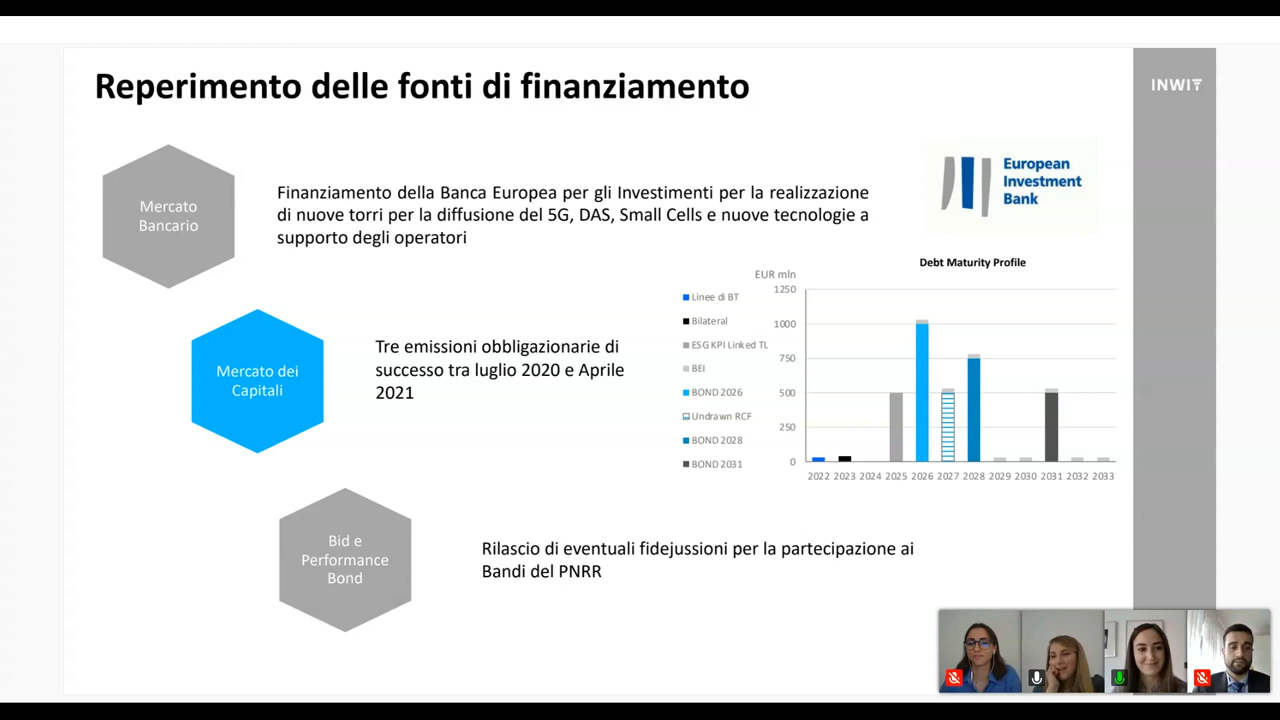 Reperimento delle fonti di finanziamento
INWIT
Mercato
Bancario
Finanziamento della Banca Europea per gli Investimenti per la realizzazione
di nuove torri per la diffusione del 5G, DAS, Small Cells e nuove tecnologie a
supporto degli operatori
European
Investment
Bank
Mercato dei
Capitali
Tre emissioni obbligazionarie di
successo tra luglio 2020 e Aprile
2021
Debt Maturity Profile
EUR mln
Linee di BT
Bilateral
ESG KPI Linked TL
BEI
BOND 2026
Undrawn RCF
BOND 2028
BOND 2031
1250
1000
750
500
250
0
2022 2023 2024 2025 2026 2027 2028 2029 2030 2031 2032 2033
Bid e
Performance
Bond
Rilascio di eventuali fidejussioni per la partecipazione ai
Bandi del PNRR